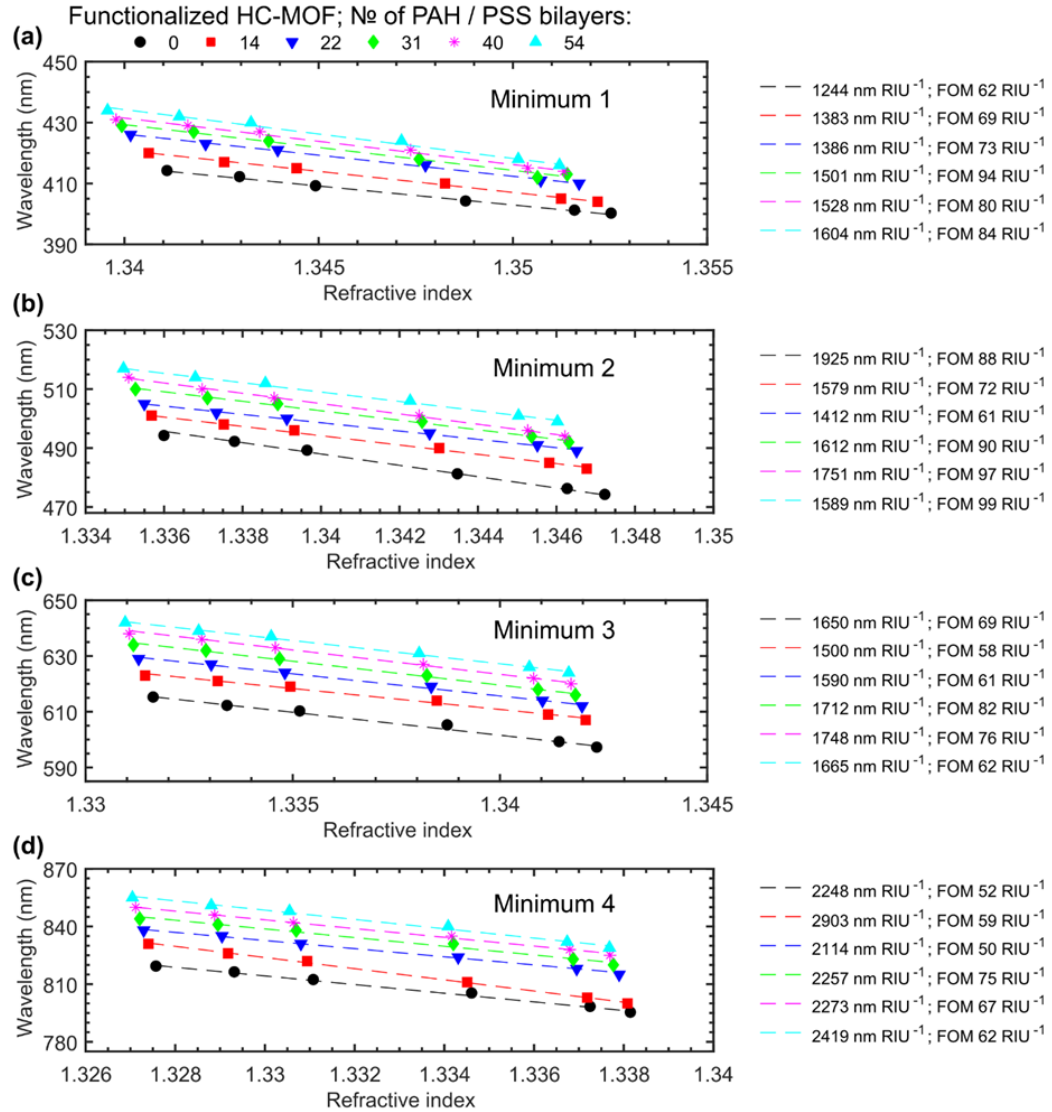 Functionalized HC-MOF; № of PAH / PSS bilayers:
(a)
0 14 22 31 40 54
450
430
410
390
Wavelength (nm)
Minimum 1
1.34 1.345 1.35 1.355
Refractive index
1244 nm RIU⁻¹; FOM 62 RIU⁻¹
1383 nm RIU⁻¹; FOM 69 RIU⁻¹
1386 nm RIU⁻¹; FOM 73 RIU⁻¹
1501 nm RIU⁻¹; FOM 94 RIU⁻¹
1528 nm RIU⁻¹; FOM 80 RIU⁻¹
1604 nm RIU⁻¹; FOM 84 RIU⁻¹
(b)
530
510
490
470
Wavelength (nm)
Minimum 2
1.334 1.336 1.338 1.34 1.342 1.344 1.346 1.348 1.35
Refractive index
1925 nm RIU⁻¹; FOM 88 RIU⁻¹
1579 nm RIU⁻¹; FOM 72 RIU⁻¹
1412 nm RIU⁻¹; FOM 61 RIU⁻¹
1612 nm RIU⁻¹; FOM 90 RIU⁻¹
1751 nm RIU⁻¹; FOM 97 RIU⁻¹
1589 nm RIU⁻¹; FOM 99 RIU⁻¹
(c)
650
630
610
590
Wavelength (nm)
Minimum 3
1.33 1.335 1.34 1.345
Refractive index
1650 nm RIU⁻¹; FOM 69 RIU⁻¹
1500 nm RIU⁻¹; FOM 58 RIU⁻¹
1590 nm RIU⁻¹; FOM 61 RIU⁻¹
1712 nm RIU⁻¹; FOM 82 RIU⁻¹
1748 nm RIU⁻¹; FOM 76 RIU⁻¹
1665 nm RIU⁻¹; FOM 62 RIU⁻¹
(d)
870
840
810
780
Wavelength (nm)
Minimum 4
1.326 1.328 1.33 1.332 1.334 1.336 1.338 1.34
Refractive index
2248 nm RIU⁻¹; FOM 52 RIU⁻¹
2903 nm RIU⁻¹; FOM 59 RIU⁻¹
2114 nm RIU⁻¹; FOM 50 RIU⁻¹
2257 nm RIU⁻¹; FOM 75 RIU⁻¹
2273 nm RIU⁻¹; FOM 67 RIU⁻¹
2419 nm RIU⁻¹; FOM 62 RIU⁻¹